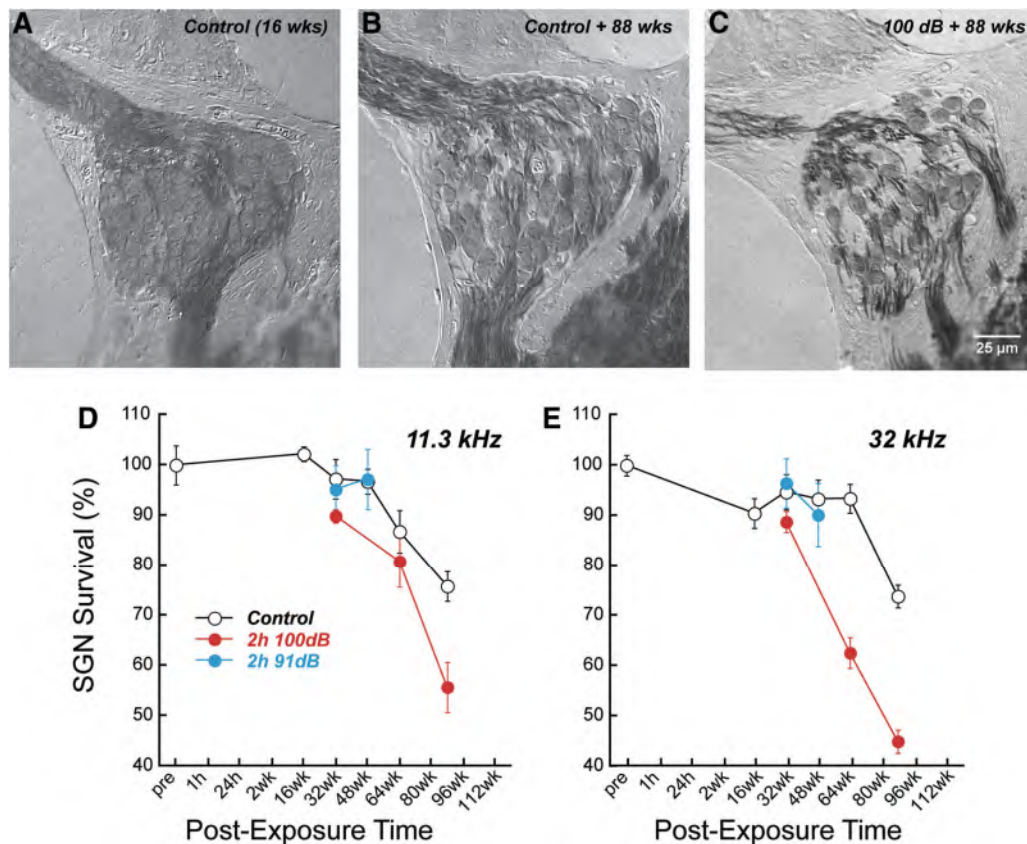 A Control (16 wks)
B Control + 88 wks
C 100 dB + 88 wks
25 µm
D 11.3 kHz
SGN Survival (%)
110
100
90
80
70
60
50
40
Control
2h 100dB
2h 91dB
pre 1h 24h 2wk 16wk 32wk 48wk 64wk 80wk 96wk 112wk
Post-Exposure Time
E 32 kHz
110
100
90
80
70
60
50
40
pre 1h 24h 2wk 16wk 32wk 48wk 64wk 80wk 96wk 112wk
Post-Exposure Time